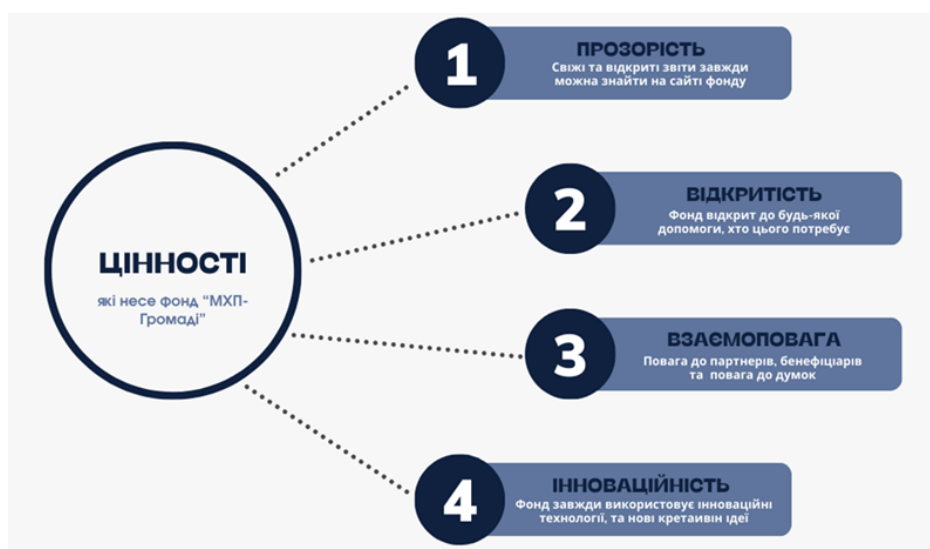 ЦІННОСТІ
які несе фонд “МХП-
Громаді”
1
ПРОЗОРІСТЬ
Свіжі та відкриті звіти завжди
можна знайти на сайті фонду
2
ВІДКРИТІСТЬ
Фонд відкрит до будь-якої
допомоги, хто цього потребує
3
ВЗАЄМОПОВАГА
Повага до партнерів, бенефіціарів
та повага до думок
4
ІННОВАЦІЙНІСТЬ
Фонд завжди використовує інноваційні
технології, та нові кретаивін ідеї